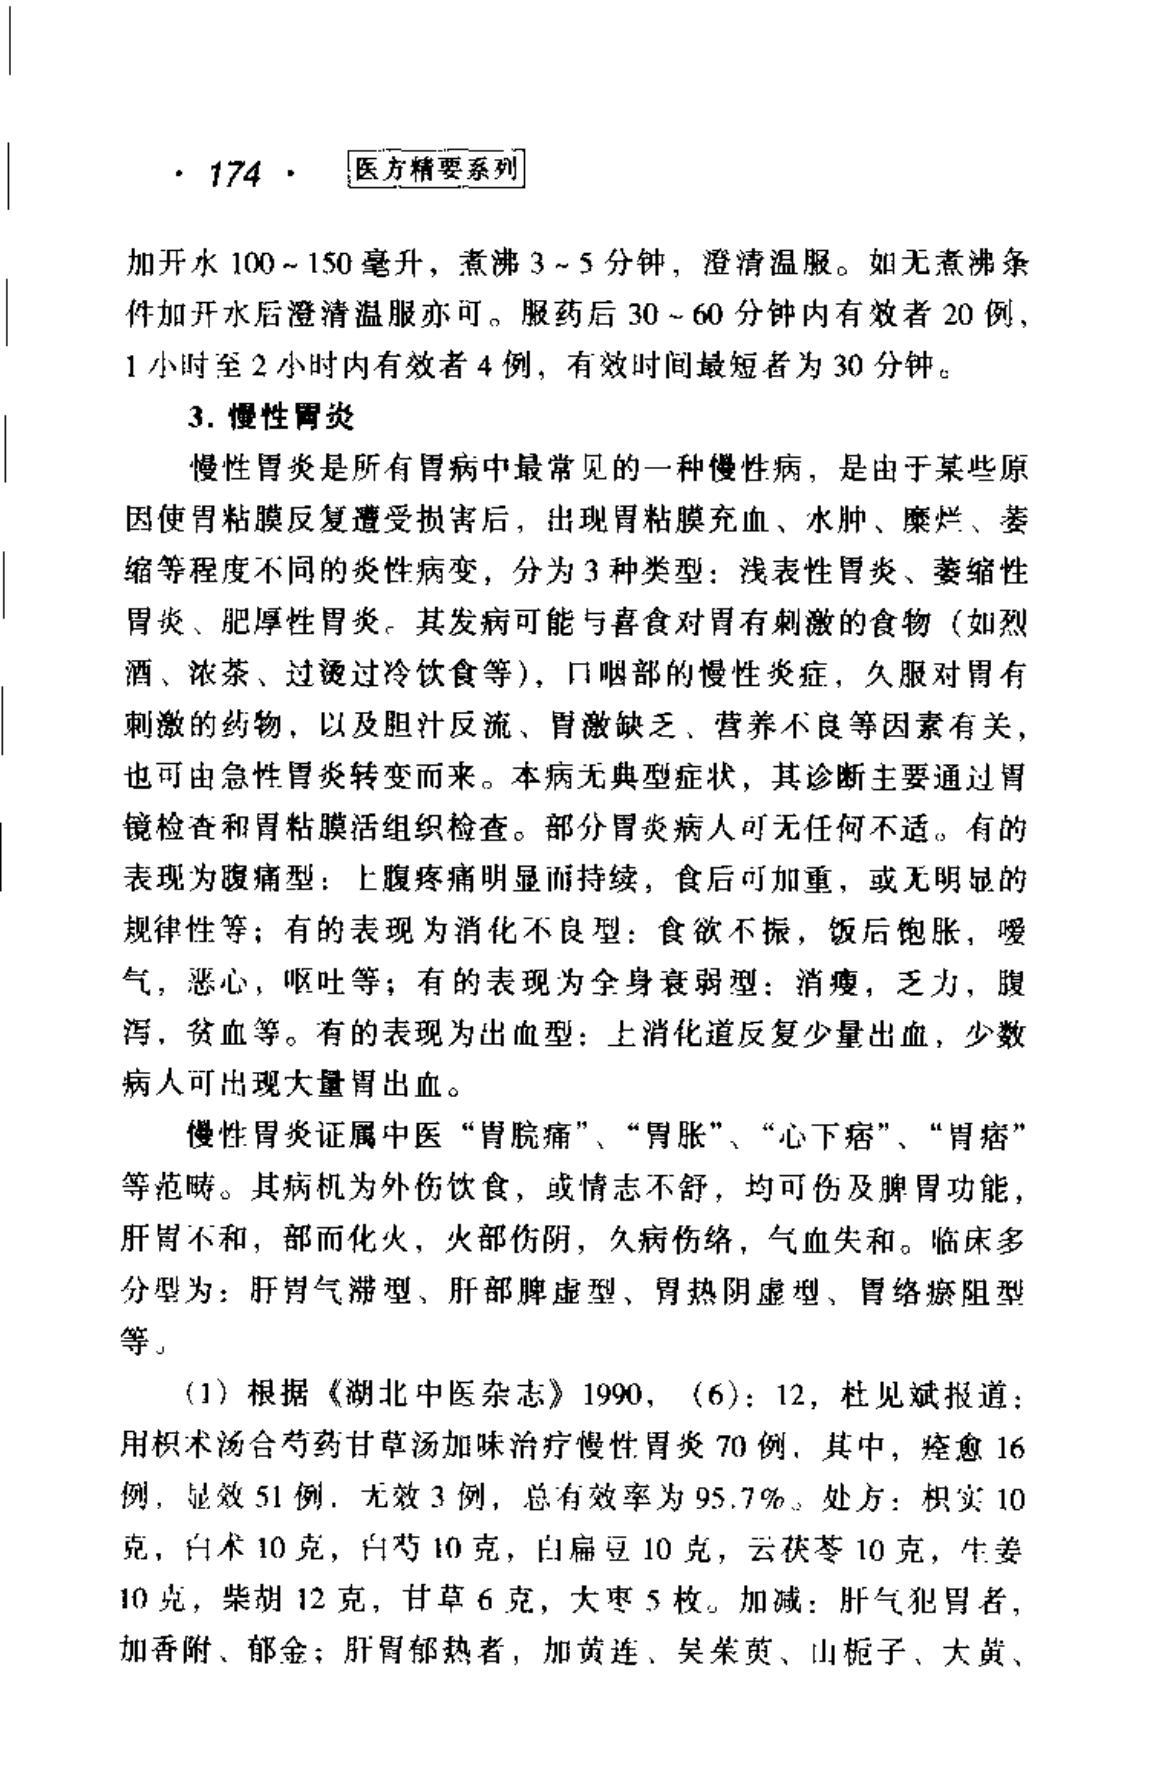 · 174 · 医方精要系列
加开水 100～150 毫升，煮沸 3～5 分钟，澄清温服。如无煮沸条
件加开水后澄清温服亦可。服药后 30～60 分钟内有效者 20 例，
1 小时至 2 小时内有效者 4 例，有效时间最短者为 30 分钟。
3. 慢性胃炎
慢性胃炎是所有胃病中最常见的一种慢性病，是由于某些原
因使胃粘膜反复遭受损害后，出现胃粘膜充血、水肿、糜烂、萎
缩等程度不同的炎性病变，分为 3 种类型：浅表性胃炎、萎缩性
胃炎、肥厚性胃炎。其发病可能与喜食对胃有刺激的食物（如烈
酒、浓茶、过烫过冷饮食等），口咽部的慢性炎症，久服对胃有
刺激的药物，以及胆汁反流、胃激缺乏、营养不良等因素有关，
也可由急性胃炎转变而来。本病无典型症状，其诊断主要通过胃
镜检查和胃粘膜活组织检查。部分胃炎病人可无任何不适。有的
表现为腹痛型：上腹疼痛明显而持续，食后可加重，或无明显的
规律性等；有的表现为消化不良型：食欲不振，饭后饱胀，嗳
气，恶心，呕吐等；有的表现为全身衰弱型：消瘦，乏力，腹
泻，贫血等。有的表现为出血型：上消化道反复少量出血，少数
病人可出现大量胃出血。
慢性胃炎证属中医“胃脘痛”、“胃胀”、“心下痞”、“胃痞”
等范畴。其病机为外伤饮食，或情志不舒，均可伤及脾胃功能，
肝胃不和，部而化火，火部伤阴，久病伤络，气血失和。临床多
分型为：肝胃气滞型、肝部脾虚型、胃热阴虚型、胃络瘀阻型
等。
（1）根据《湖北中医杂志》1990，（6）：12，杜见斌报道：
用枳术汤合芍药甘草汤加味治疗慢性胃炎 70 例，其中，痊愈 16
例，显效 51 例，无效 3 例，总有效率为 95.7%。处方：枳实 10
克，白术 10 克，白芍 10 克，白扁豆 10 克，云茯苓 10 克，生姜
10 克，柴胡 12 克，甘草 6 克，大枣 5 枚。加减：肝气犯胃者，
加香附、郁金；肝胃郁热者，加黄连、吴茱萸、山栀子、大黄、